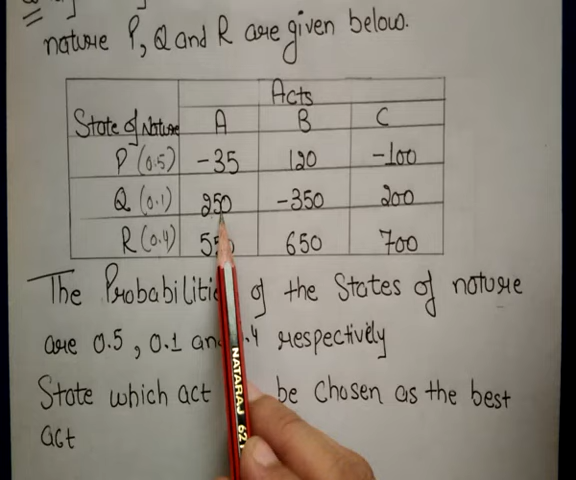 nature P, Q and R are given below.
Acts
State of Nature A B C
P (0.5) -35 120 -100
Q (0.1) 250 -350 200
R (0.4) 650 700
The Probabilitie of the States of nature
are 0.5, 0.1 an .4 respectively
State which act be chosen as the best
act
NATARAJ 621